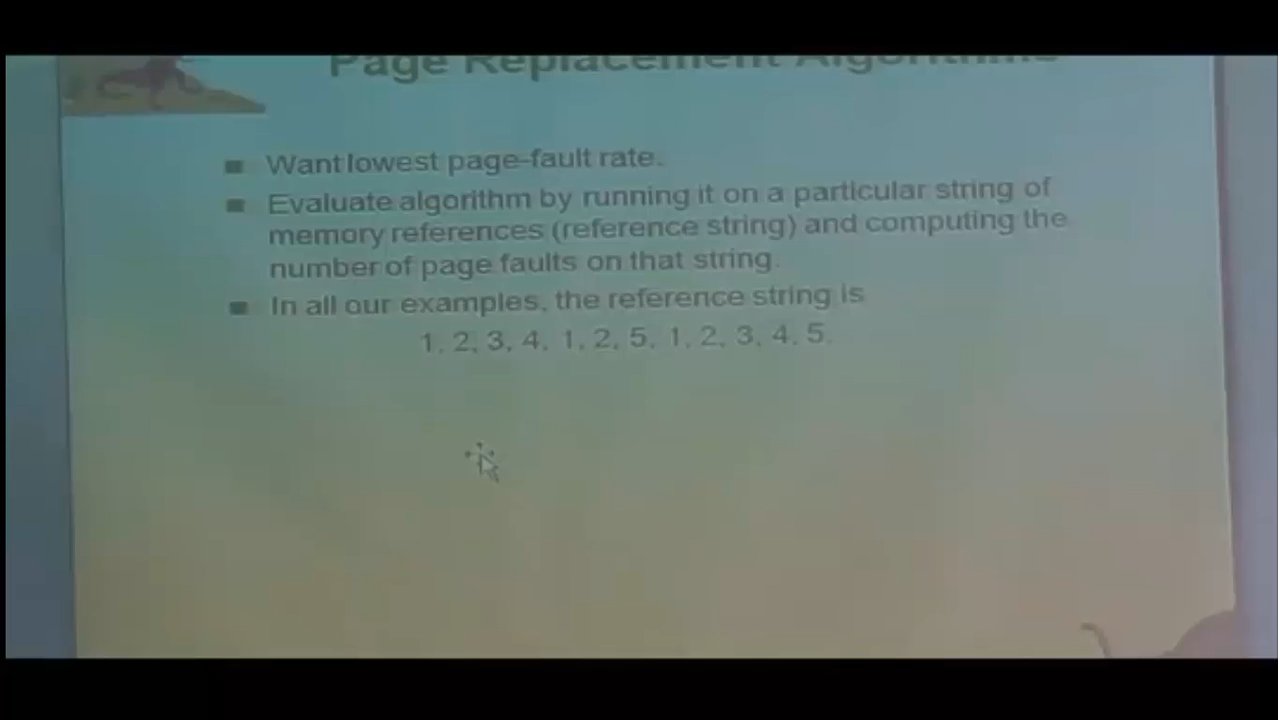 Page Replacement Algorithms
Want lowest page-fault rate.
Evaluate algorithm by running it on a particular string of
memory references (reference string) and computing the
number of page faults on that string.
In all our examples, the reference string is
1, 2, 3, 4, 1, 2, 5, 1, 2, 3, 4, 5.